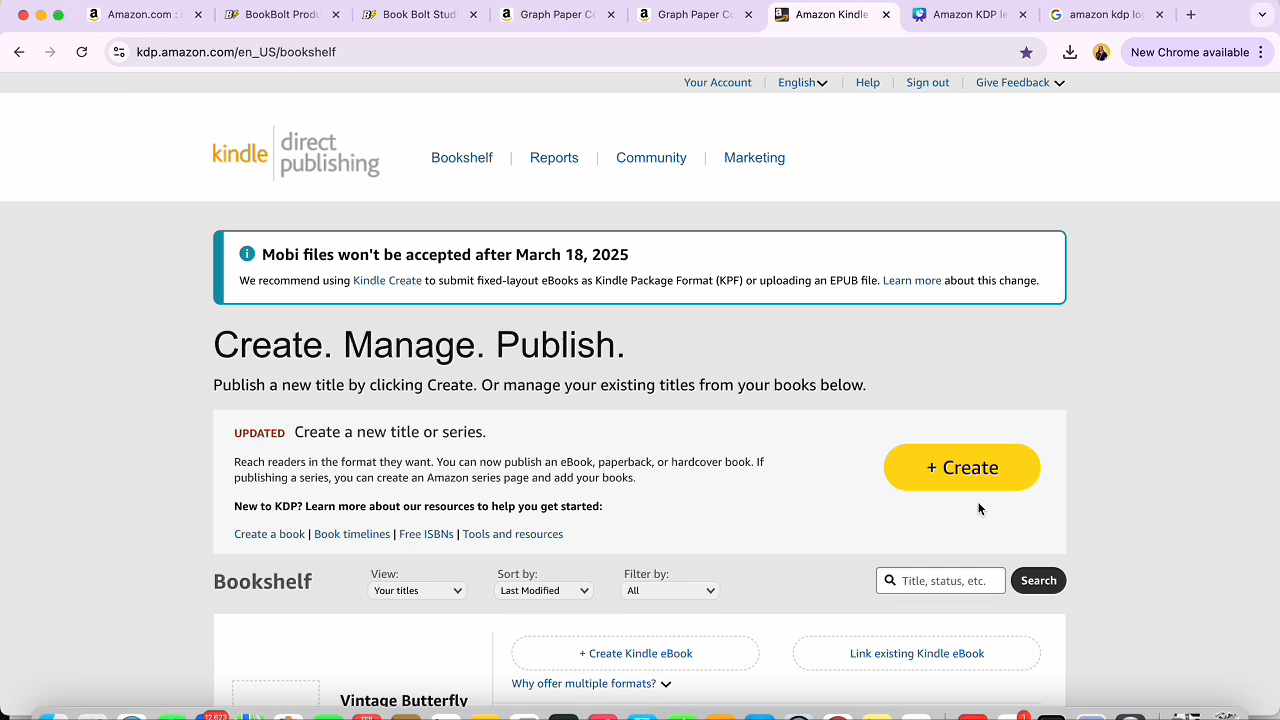 Amazon.com :
BookBolt Produ
Book Bolt Studi
Graph Paper Co
Graph Paper Co
Amazon Kindle
Amazon KDP le
amazon kdp log
kdp.amazon.com/en_US/bookshelf
New Chrome available
Your Account | English | Help | Sign out | Give Feedback
kindle direct publishing
Bookshelf | Reports | Community | Marketing
Mobi files won't be accepted after March 18, 2025
We recommend using Kindle Create to submit fixed-layout eBooks as Kindle Package Format (KPF) or uploading an EPUB file. Learn more about this change.
Create. Manage. Publish.
Publish a new title by clicking Create. Or manage your existing titles from your books below.
UPDATED Create a new title or series.
Reach readers in the format they want. You can now publish an eBook, paperback, or hardcover book. If
publishing a series, you can create an Amazon series page and add your books.
+ Create
New to KDP? Learn more about our resources to help you get started:
Create a book | Book timelines | Free ISBNs | Tools and resources
Bookshelf
View:
Your titles
Sort by:
Last Modified
Filter by:
All
Title, status, etc.
Search
+ Create Kindle eBook
Link existing Kindle eBook
Why offer multiple formats?
Vintage Butterfly
12,623
FEB
1